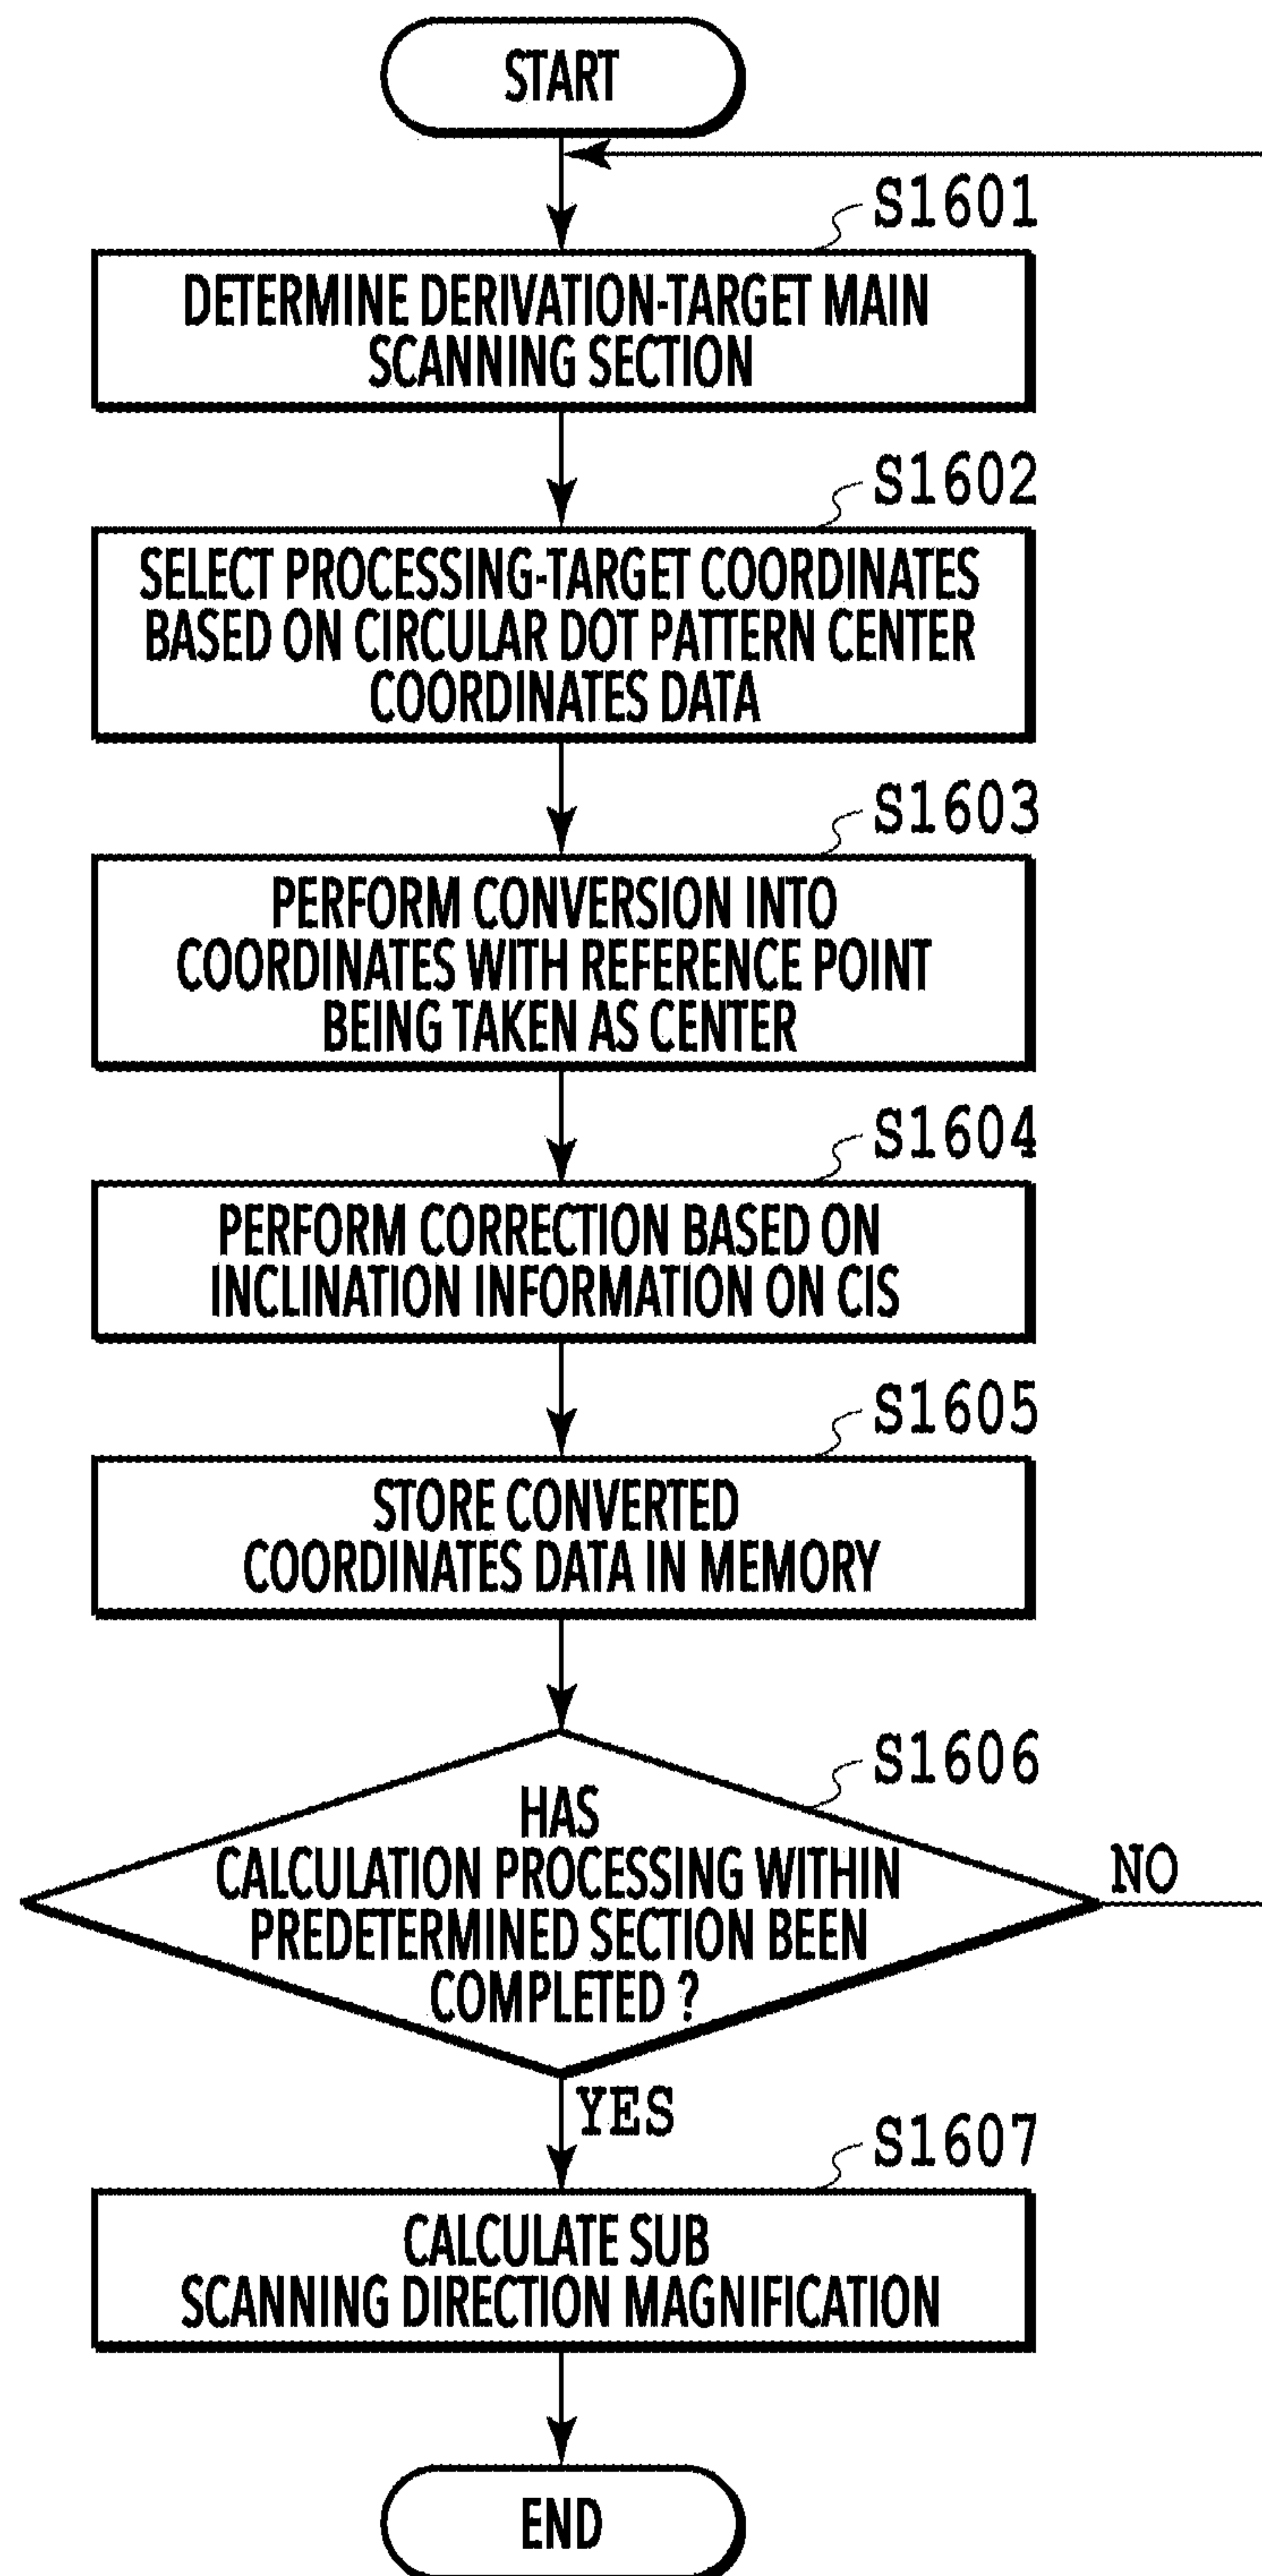 START
S1601
DETERMINE DERIVATION-TARGET MAIN
SCANNING SECTION
S1602
SELECT PROCESSING-TARGET COORDINATES
BASED ON CIRCULAR DOT PATTERN CENTER
COORDINATES DATA
S1603
PERFORM CONVERSION INTO
COORDINATES WITH REFERENCE POINT
BEING TAKEN AS CENTER
S1604
PERFORM CORRECTION BASED ON
INCLINATION INFORMATION ON CIS
S1605
STORE CONVERTED
COORDINATES DATA IN MEMORY
S1606
HAS
CALCULATION PROCESSING WITHIN
PREDETERMINED SECTION BEEN
COMPLETED ?
NO
YES
S1607
CALCULATE SUB
SCANNING DIRECTION MAGNIFICATION
END